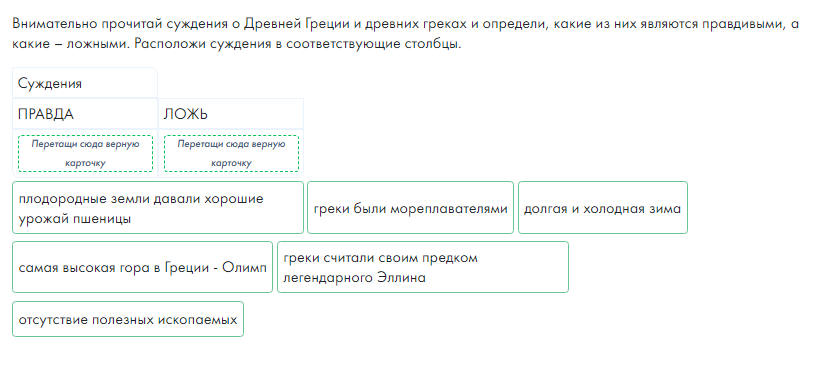 Внимательно прочитай суждения о Древней Греции и древних греках и определи, какие из них являются правдивыми, а
какие – ложными. Расположи суждения в соответствующие столбцы.
Суждения
ПРАВДА ЛОЖЬ
Перетащи сюда верную Перетащи сюда верную
карточку карточку
плодородные земли давали хорошие
урожай пшеницы
греки были мореплавателями
долгая и холодная зима
самая высокая гора в Греции - Олимп
греки считали своим предком
легендарного Эллина
отсутствие полезных ископаемых